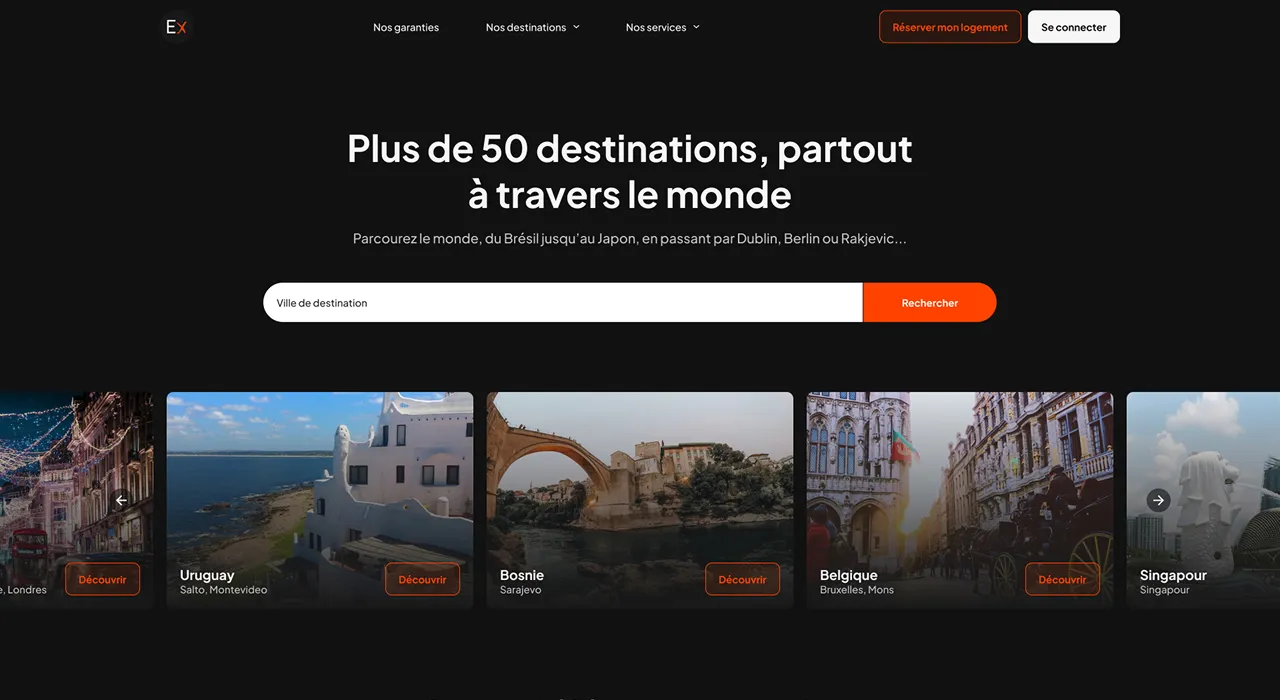 Ex
Nos garanties
Nos destinations
Nos services
Réserver mon logement
Se connecter
Plus de 50 destinations, partout
à travers le monde
Parcourez le monde, du Brésil jusqu'au Japon, en passant par Dublin, Berlin ou Rakjevic...
Ville de destination
Rechercher
, Londres
Découvrir
Uruguay
Salto, Montevideo
Découvrir
Bosnie
Sarajevo
Découvrir
Belgique
Bruxelles, Mons
Découvrir
Singapour
Singapour